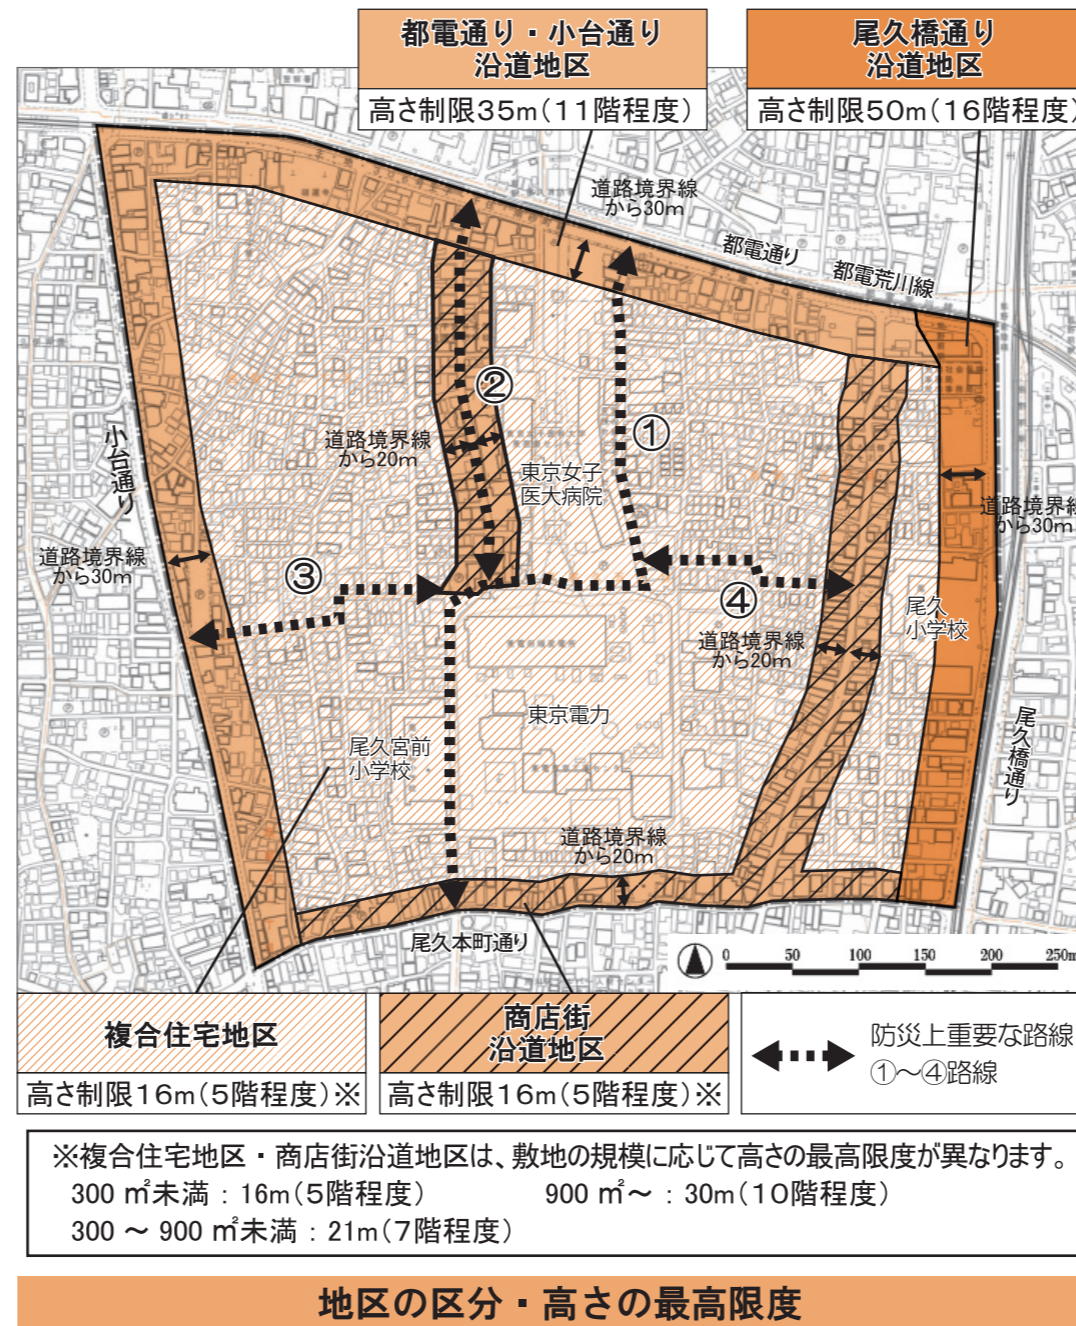 都電通り・小台通り
沿道地区
高さ制限35m(11階程度)
尾久橋通り
沿道地区
高さ制限50m(16階程度)
道路境界線
から30m
都電通り
都電荒川線
小台通り
②
①
道路境界線
から20m
東京女子
医大病院
道路境界線
から30m
道路境界線
から30m
③
④
尾久
小学校
道路境界線
から20m
東京電力
尾久宮前
小学校
尾久橋通り
道路境界線
から20m
尾久本町通り
0 50 100 150 200 250m
複合住宅地区
高さ制限16m(5階程度)※
商店街
沿道地区
高さ制限16m(5階程度)※
防災上重要な路線
①～④路線
※複合住宅地区・商店街沿道地区は、敷地の規模に応じて高さの最高限度が異なります。
300 ㎡未満：16m(5階程度) 900 ㎡～：30m(10階程度)
300 ～ 900 ㎡未満：21m(7階程度)
地区の区分・高さの最高限度